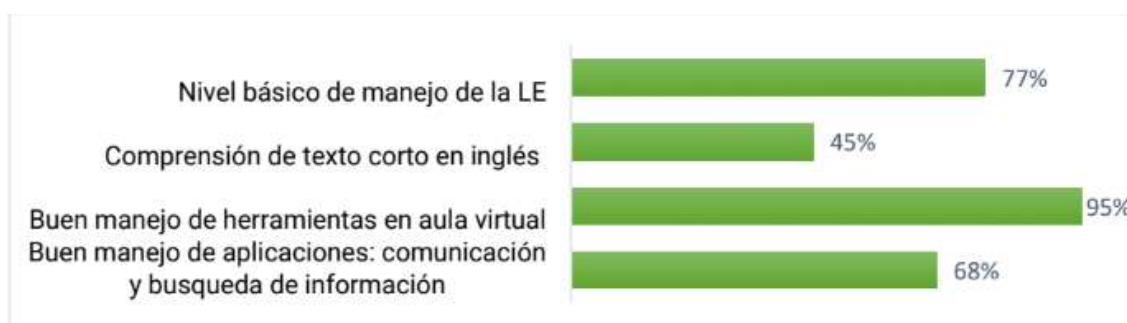 Nivel básico de manejo de la LE
77%
Comprensión de texto corto en inglés
45%
Buen manejo de herramientas en aula virtual
95%
Buen manejo de aplicaciones: comunicación
y busqueda de información
68%